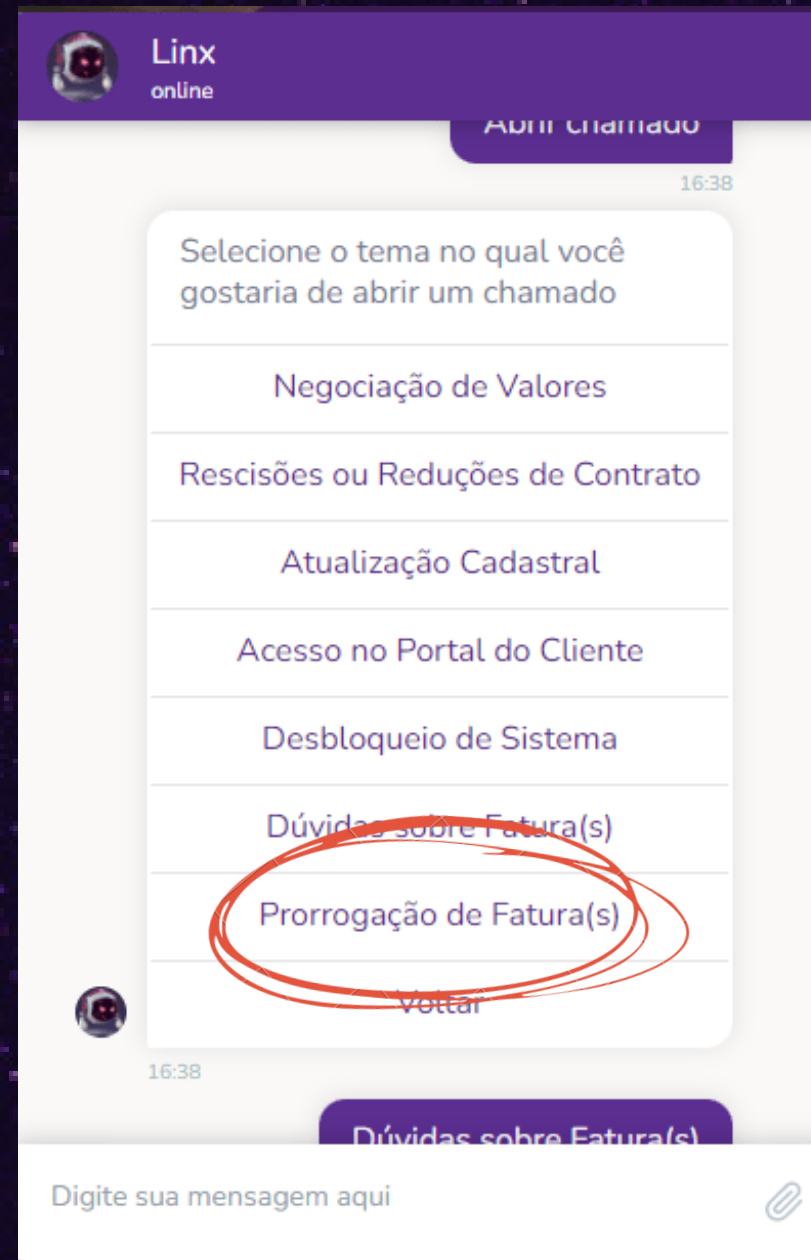 Linx
online
Abrir chamado
16:38
Selecione o tema no qual você
gostaria de abrir um chamado
Negociação de Valores
Rescisões ou Reduções de Contrato
Atualização Cadastral
Acesso no Portal do Cliente
Desbloqueio de Sistema
Dúvidas sobre Fatura(s)
Prorrogação de Fatura(s)
Voltar
16:38
Dúvidas sobre Fatura(s)
Digite sua mensagem aqui